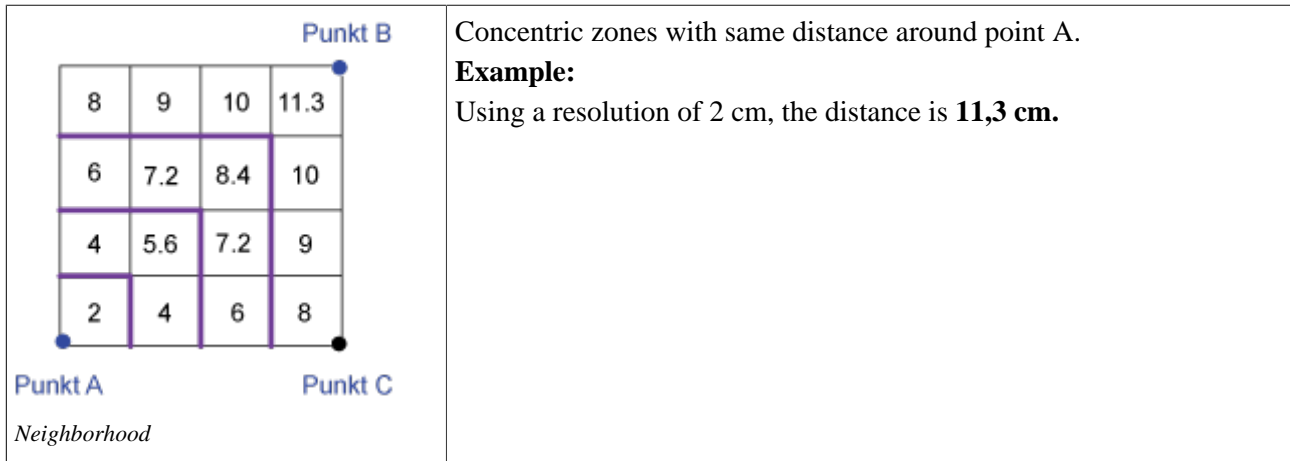 Punkt B
8 9 10 11.3
6 7.2 8.4 10
4 5.6 7.2 9
2 4 6 8
Punkt A Punkt C
Neighborhood
Concentric zones with same distance around point A.
Example:
Using a resolution of 2 cm, the distance is 11,3 cm.